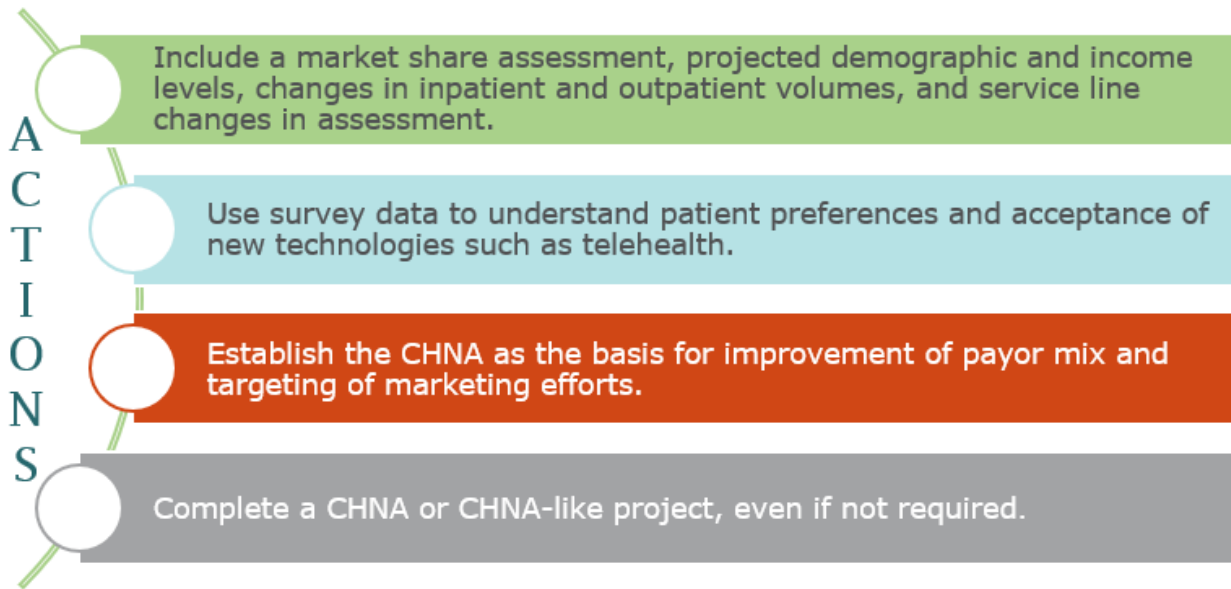 ACTIONS
Include a market share assessment, projected demographic and income
levels, changes in inpatient and outpatient volumes, and service line
changes in assessment.
Use survey data to understand patient preferences and acceptance of
new technologies such as telehealth.
Establish the CHNA as the basis for improvement of payor mix and
targeting of marketing efforts.
Complete a CHNA or CHNA-like project, even if not required.